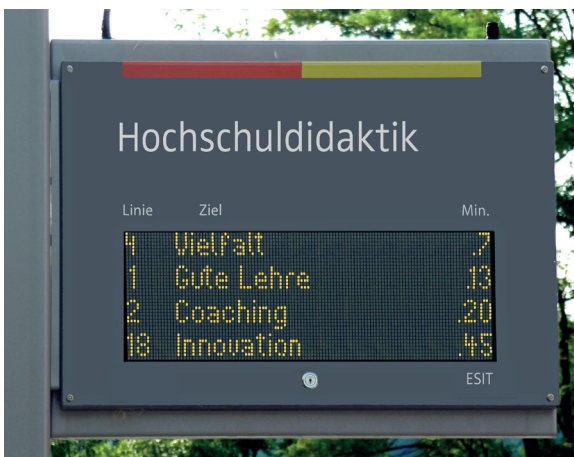 Hochschuldidaktik
Linie Ziel Min.
4 Vielfalt .7
1 Gute Lehre .13
2 Coaching .20
18 Innovation .45
ESIT